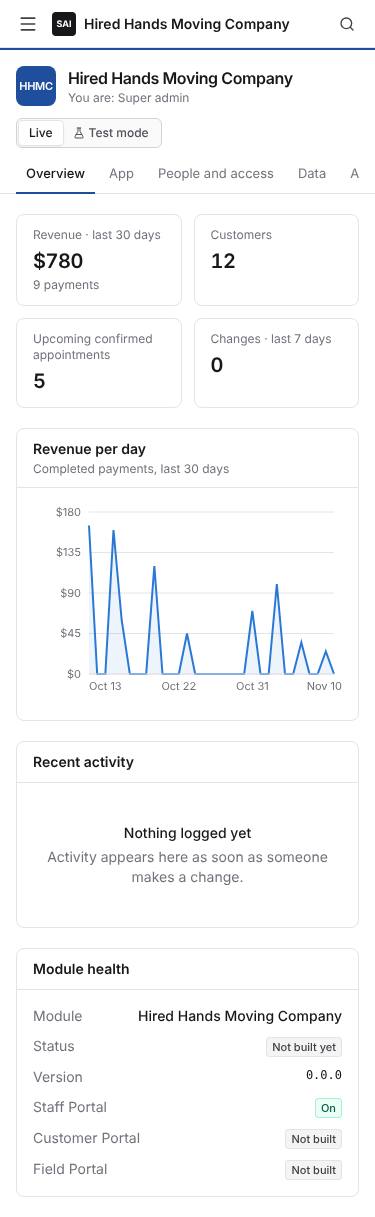 SAI Hired Hands Moving Company
HHMC
Hired Hands Moving Company
You are: Super admin
Live Test mode
Overview App People and access Data A
Revenue · last 30 days
$780
9 payments
Customers
12
Upcoming confirmed
appointments
5
Changes · last 7 days
0
Revenue per day
Completed payments, last 30 days
$180
$135
$90
$45
$0
Oct 13 Oct 22 Oct 31 Nov 10
Recent activity
Nothing logged yet
Activity appears here as soon as someone
makes a change.
Module health
Module Hired Hands Moving Company
Status Not built yet
Version 0.0.0
Staff Portal On
Customer Portal Not built
Field Portal Not built